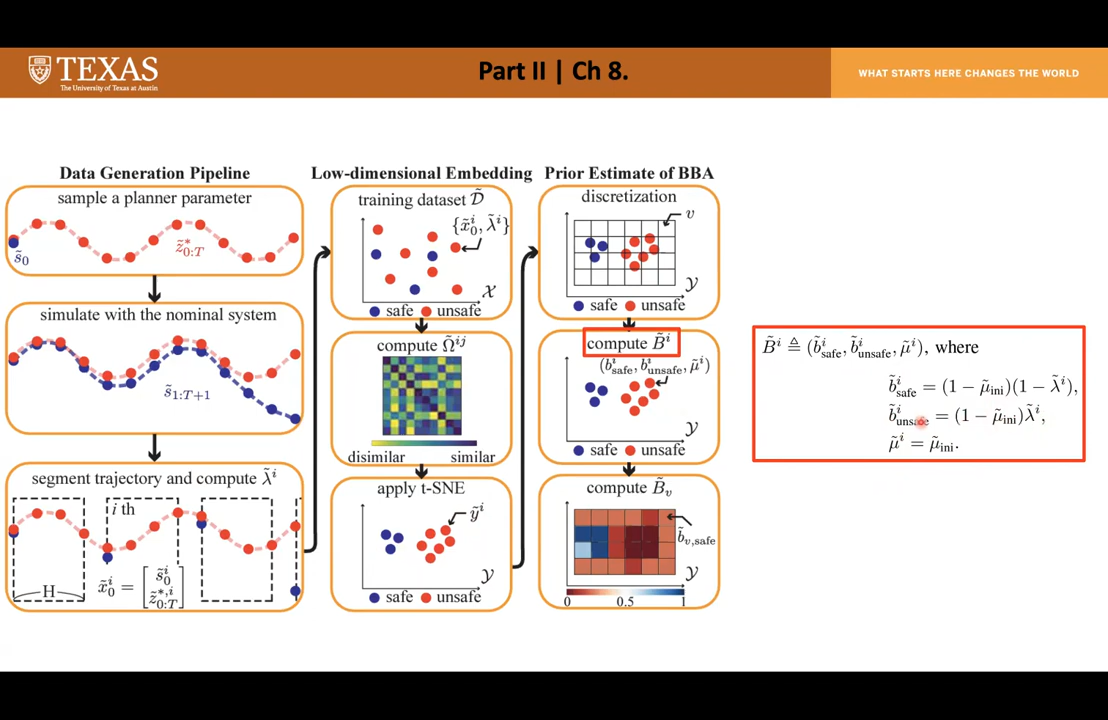 TEXAS
The University of Texas at Austin
Part II | Ch 8.
WHAT STARTS HERE CHANGES THE WORLD
Data Generation Pipeline
sample a planner parameter
s̃₀
z̃*₀:T
simulate with the nominal system
s̃₁:T+1
segment trajectory and compute λ̃ⁱ
i th
H
x̃ⁱ₀ = [s̃ⁱ₀
z̃*,ⁱ₀:T]
Low-dimensional Embedding
training dataset D̃
{x̃ⁱ₀, λ̃ⁱ}
X
safe unsafe
compute Ω̃ⁱʲ
dissimilar similar
apply t-SNE
ỹⁱ
Y
safe unsafe
Prior Estimate of BBA
discretization
v
Y
safe unsafe
compute B̃ⁱ
(bⁱsafe, bⁱunsafe, μ̃ⁱ)
Y
safe unsafe
compute B̃ᵥ
b̃ᵥ,safe
Y
0 0.5 1
B̃ⁱ ≜ (b̃ⁱsafe, b̃ⁱunsafe, μ̃ⁱ), where
b̃ⁱsafe = (1 − μ̃ini)(1 − λ̃ⁱ),
b̃ⁱunsafe = (1 − μ̃ini)λ̃ⁱ,
μ̃ⁱ = μ̃ini.